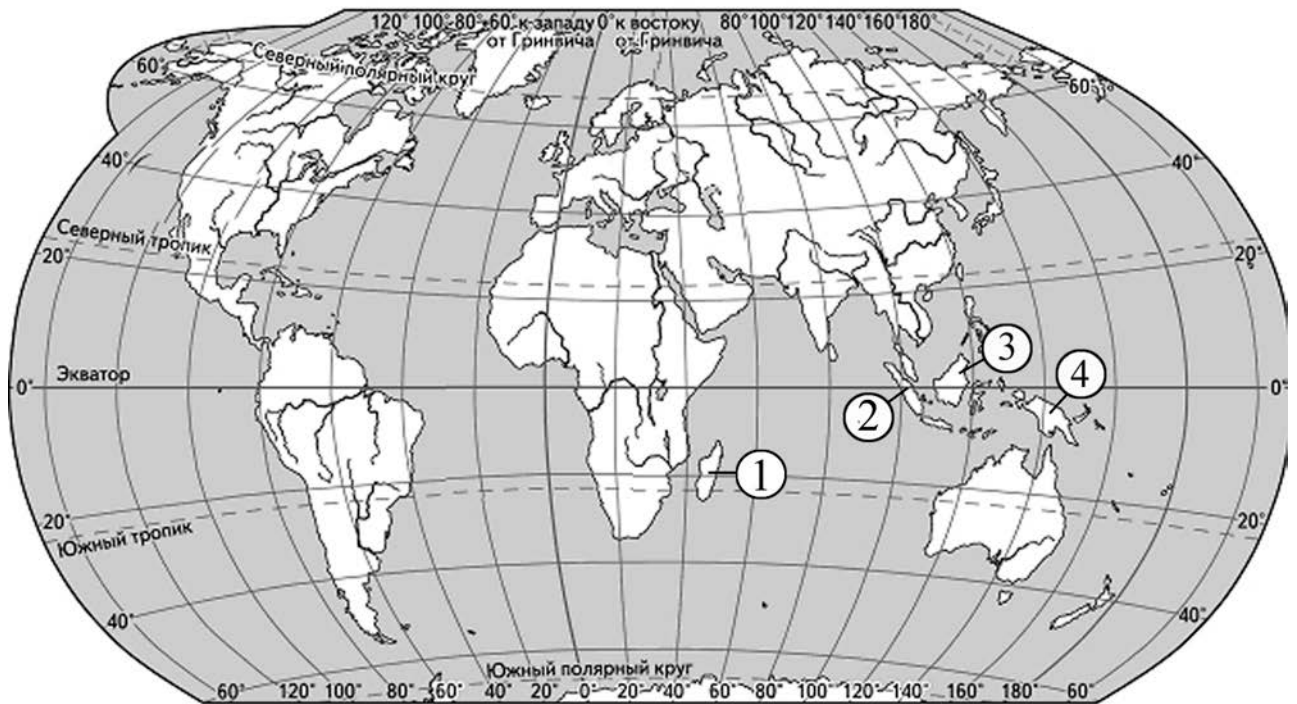 120° 100° 80° 60° к западу 0° к востоку 80° 100° 120° 140° 160° 180°
от Гринвича от Гринвича
Северный полярный круг
60° 60°
40° 40°
Северный тропик
20° 20°
3
4
Экватор
0° 0°
2
1
20° 20°
Южный тропик
40° 40°
Южный полярный круг
60° 120° 100° 80° 60° 40° 20° 0° 20° 40° 60° 80° 100° 120° 140° 160° 180° 60°